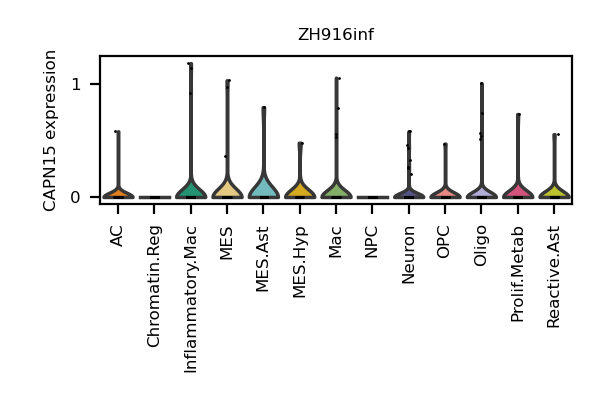 ZH916inf
CAPN15 expression
1
0
AC
Chromatin.Reg
Inflammatory.Mac
MES
MES.Ast
MES.Hyp
Mac
NPC
Neuron
OPC
Oligo
Prolif.Metab
Reactive.Ast